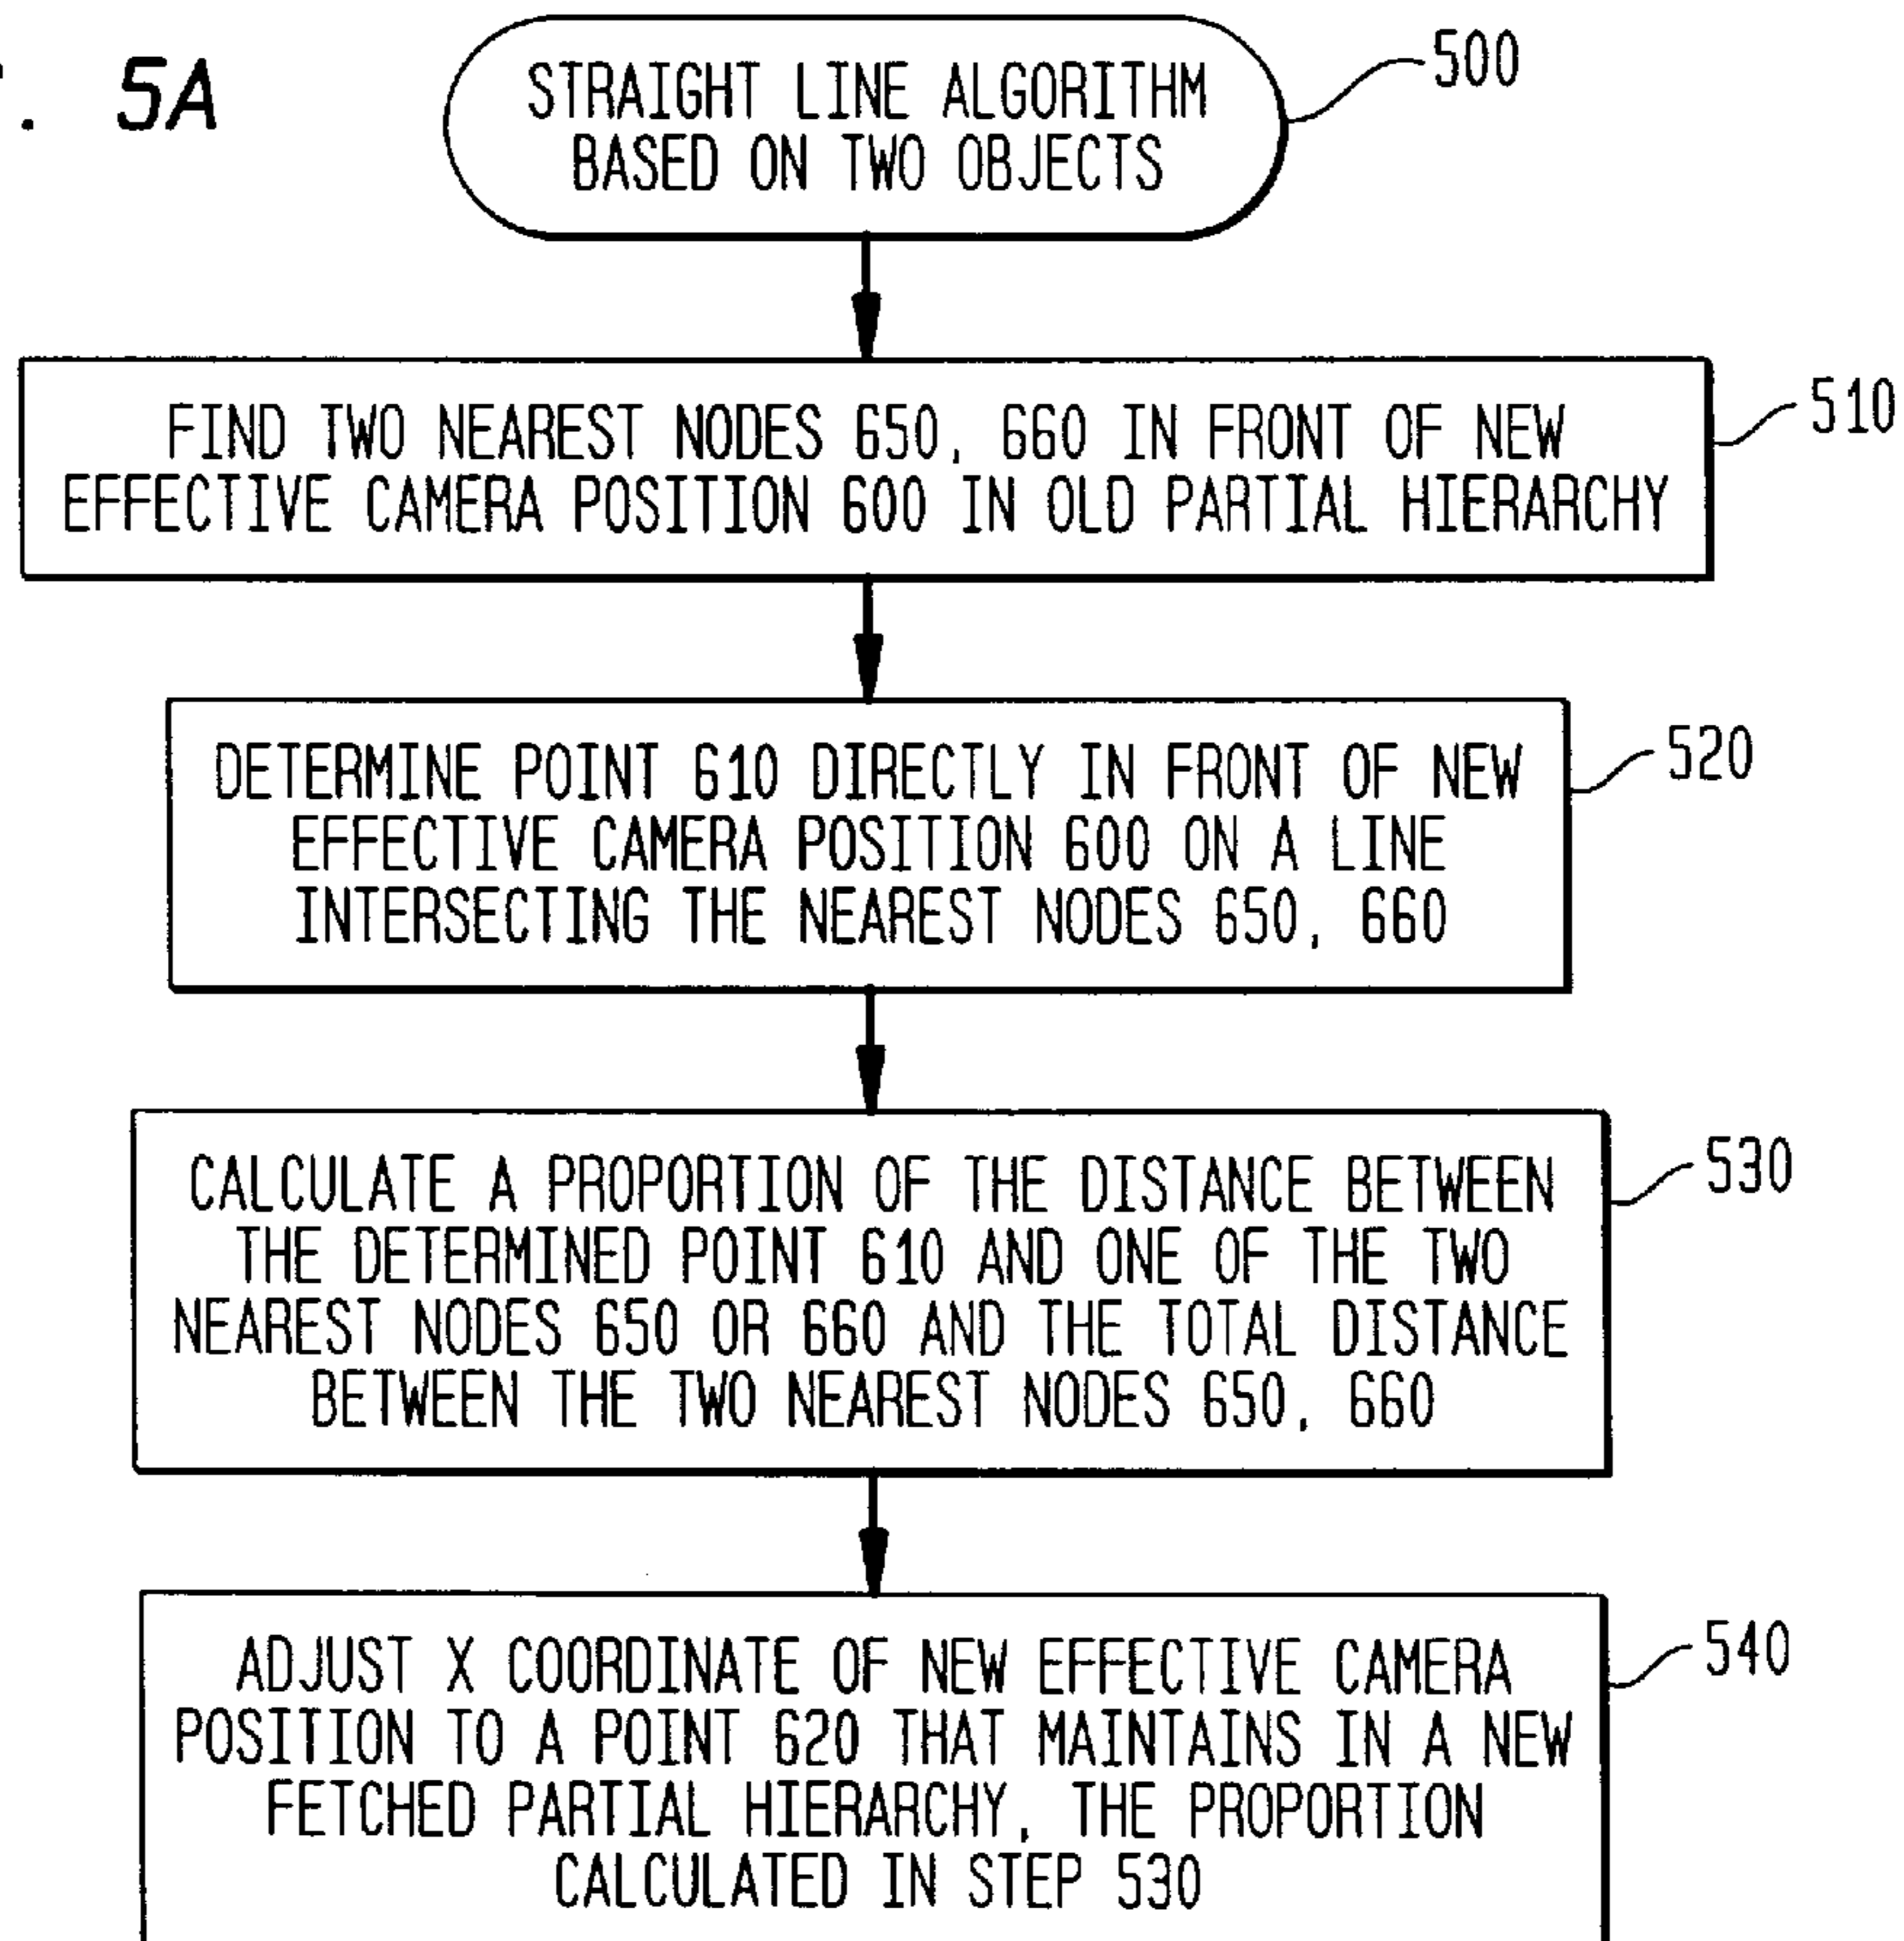 . 5A
500
STRAIGHT LINE ALGORITHM
BASED ON TWO OBJECTS
510
FIND TWO NEAREST NODES 650, 660 IN FRONT OF NEW
EFFECTIVE CAMERA POSITION 600 IN OLD PARTIAL HIERARCHY
520
DETERMINE POINT 610 DIRECTLY IN FRONT OF NEW
EFFECTIVE CAMERA POSITION 600 ON A LINE
INTERSECTING THE NEAREST NODES 650, 660
530
CALCULATE A PROPORTION OF THE DISTANCE BETWEEN
THE DETERMINED POINT 610 AND ONE OF THE TWO
NEAREST NODES 650 OR 660 AND THE TOTAL DISTANCE
BETWEEN THE TWO NEAREST NODES 650, 660
540
ADJUST X COORDINATE OF NEW EFFECTIVE CAMERA
POSITION TO A POINT 620 THAT MAINTAINS IN A NEW
FETCHED PARTIAL HIERARCHY, THE PROPORTION
CALCULATED IN STEP 530